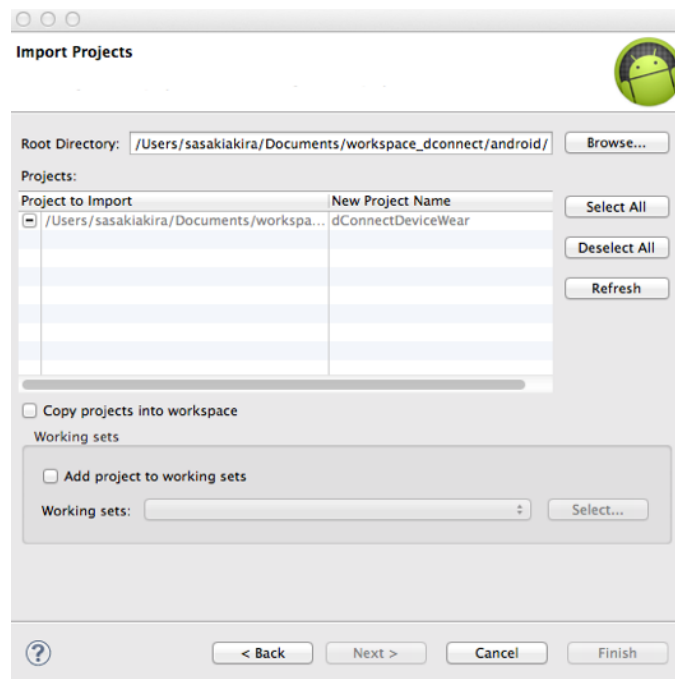 Import Projects
Root Directory: /Users/sasakiakira/Documents/workspace_dconnect/android/ Browse...
Projects:
Project to Import New Project Name Select All
/Users/sasakiakira/Documents/workspa... dConnectDeviceWear
Deselect All
Refresh
Copy projects into workspace
Working sets
Add project to working sets
Working sets: Select...
? < Back Next > Cancel Finish